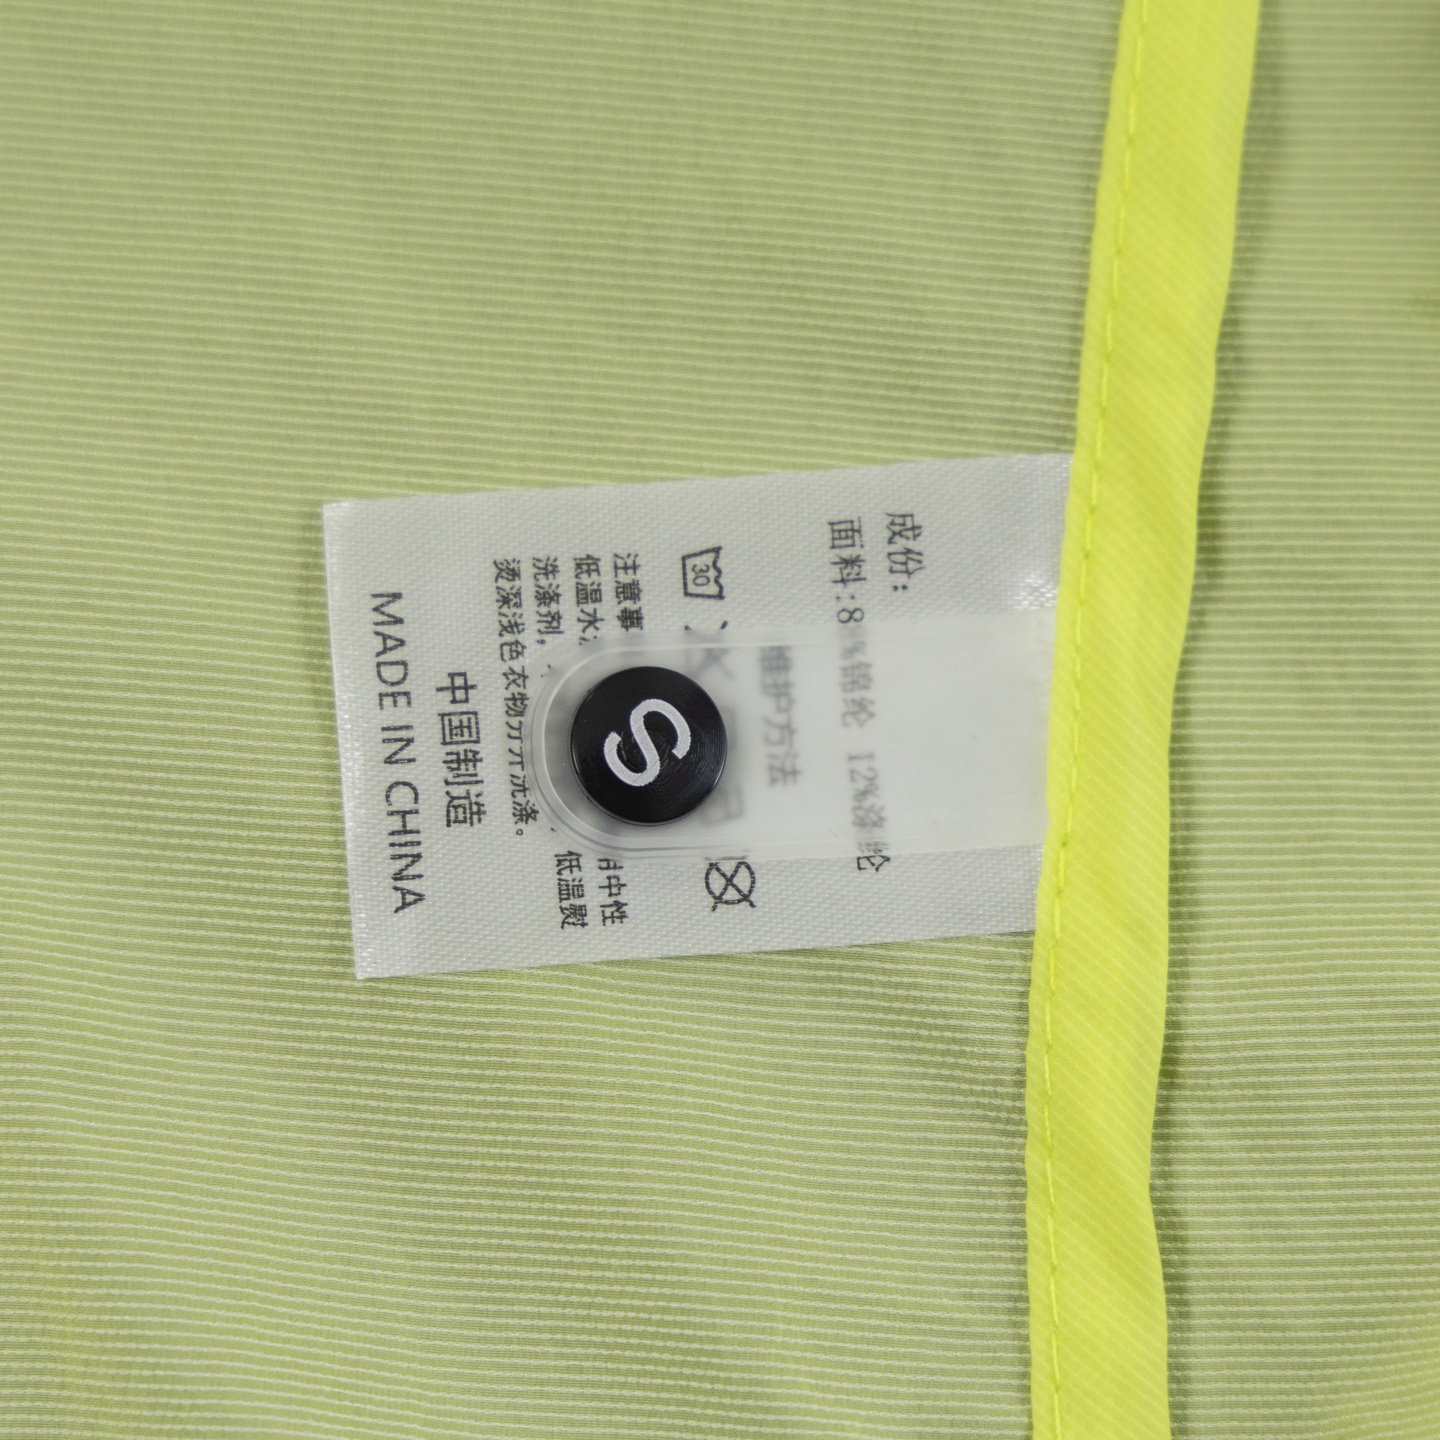 成份：
面料:8 %锦纶 12%涤纶
维护方法
30
注意事
低温水 用中性
洗涤剂， 低温熨
烫深浅色衣物分开洗涤。
中国制造
MADE IN CHINA
S